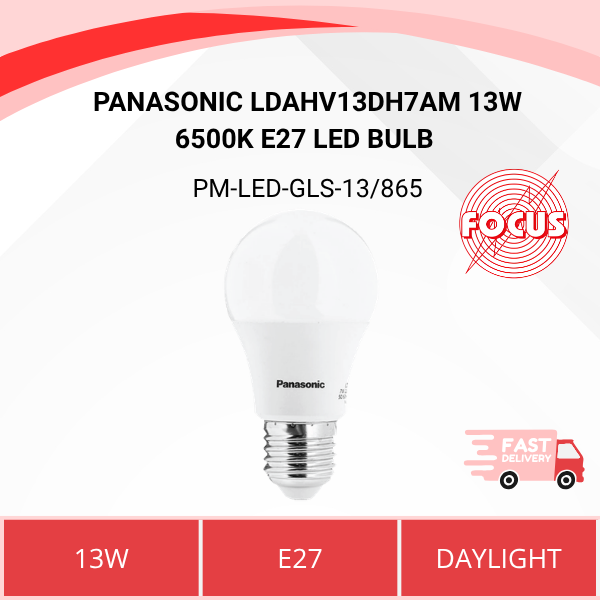 PANASONIC LDAHV13DH7AM 13W
6500K E27 LED BULB
PM-LED-GLS-13/865
FOCUS
Panasonic
FAST
DELIVERY
13W
E27
DAYLIGHT